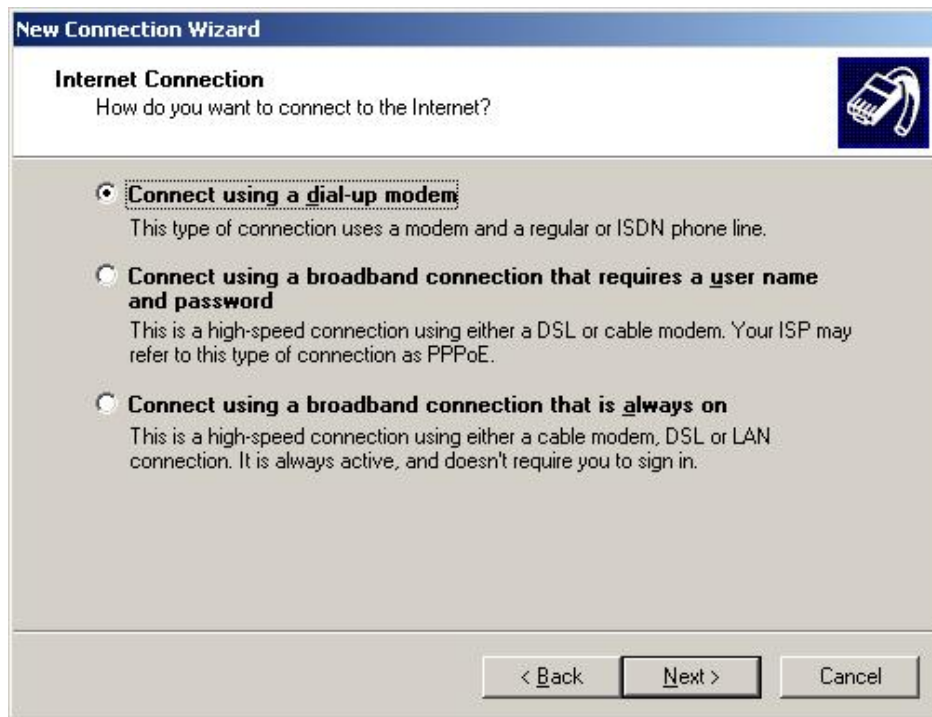 New Connection Wizard
Internet Connection
How do you want to connect to the Internet?
Connect using a dial-up modem
This type of connection uses a modem and a regular or ISDN phone line.
Connect using a broadband connection that requires a user name
and password
This is a high-speed connection using either a DSL or cable modem. Your ISP may
refer to this type of connection as PPPoE.
Connect using a broadband connection that is always on
This is a high-speed connection using either a cable modem, DSL or LAN
connection. It is always active, and doesn't require you to sign in.
< Back Next > Cancel